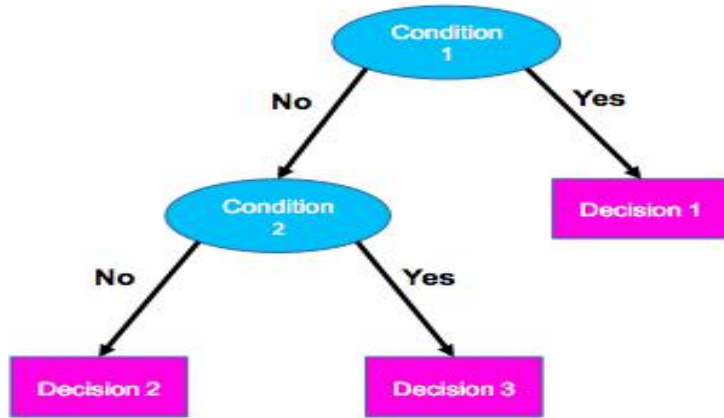 Condition
1
No
Yes
Condition
2
Decision 1
No
Yes
Decision 2
Decision 3